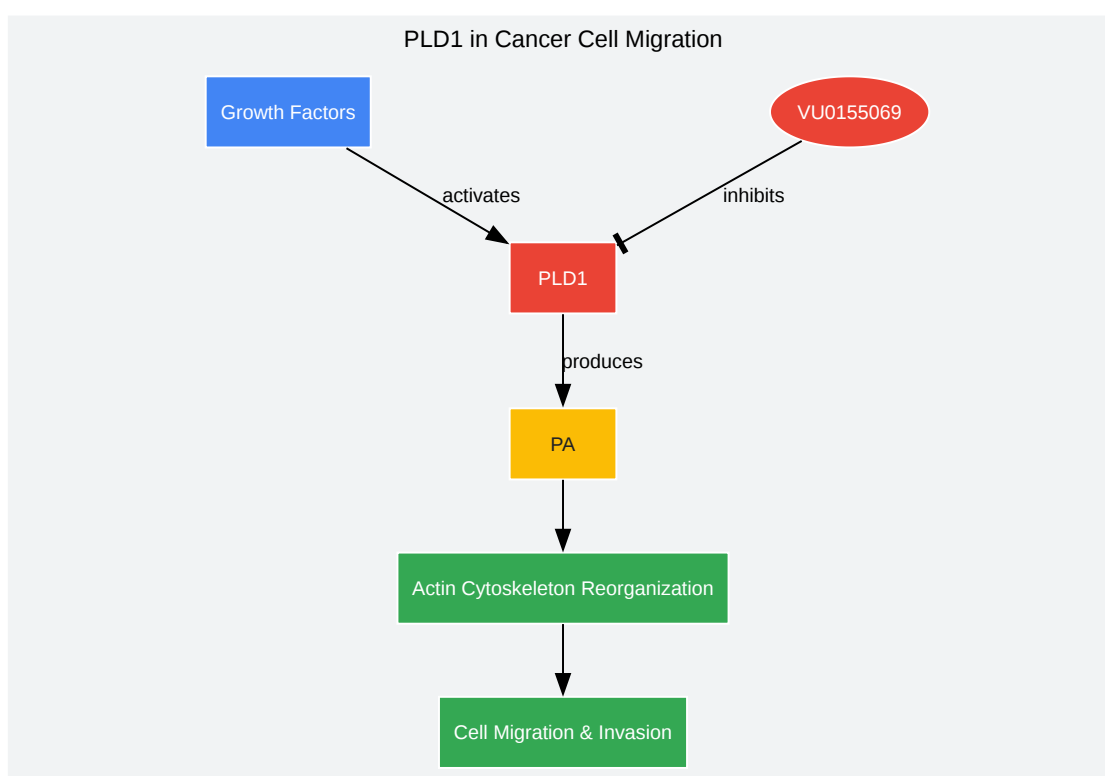 PLD1 in Cancer Cell Migration
Growth Factors
VU0155069
activates
inhibits
PLD1
produces
PA
Actin Cytoskeleton Reorganization
Cell Migration & Invasion